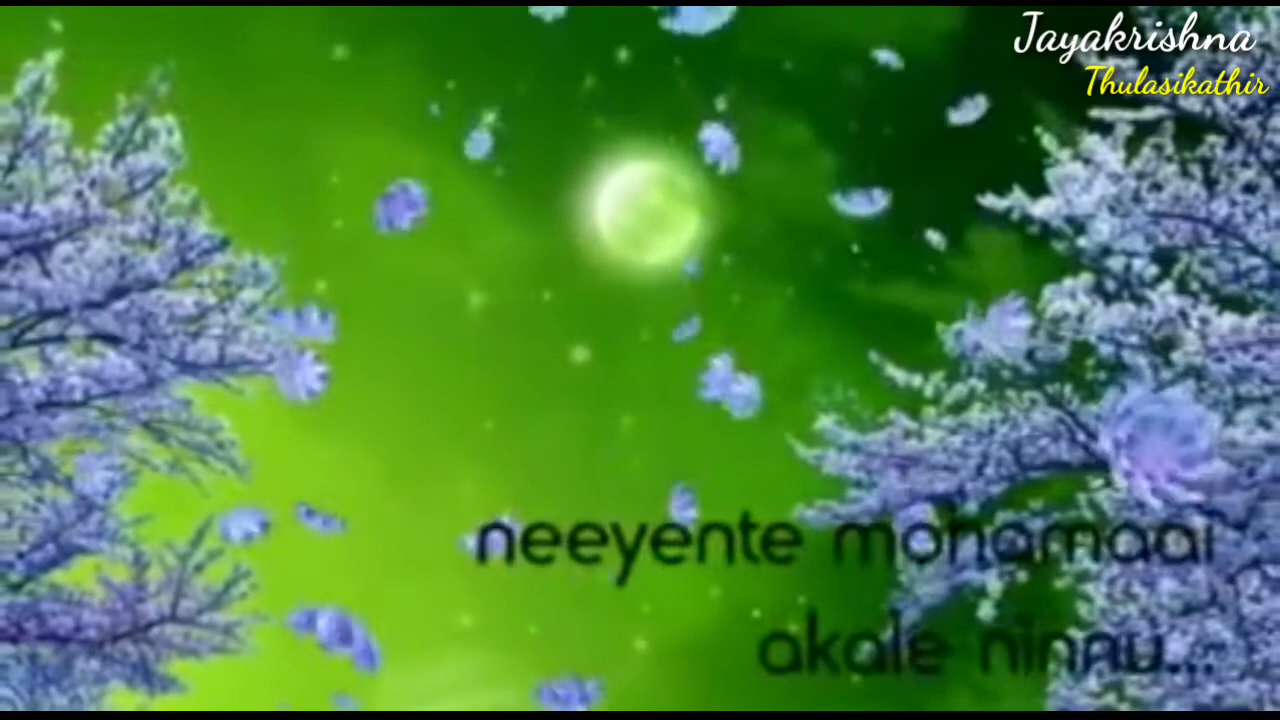 Jayakrishna
Thulasikathir
neeyente mohamaai
akale ninnu...